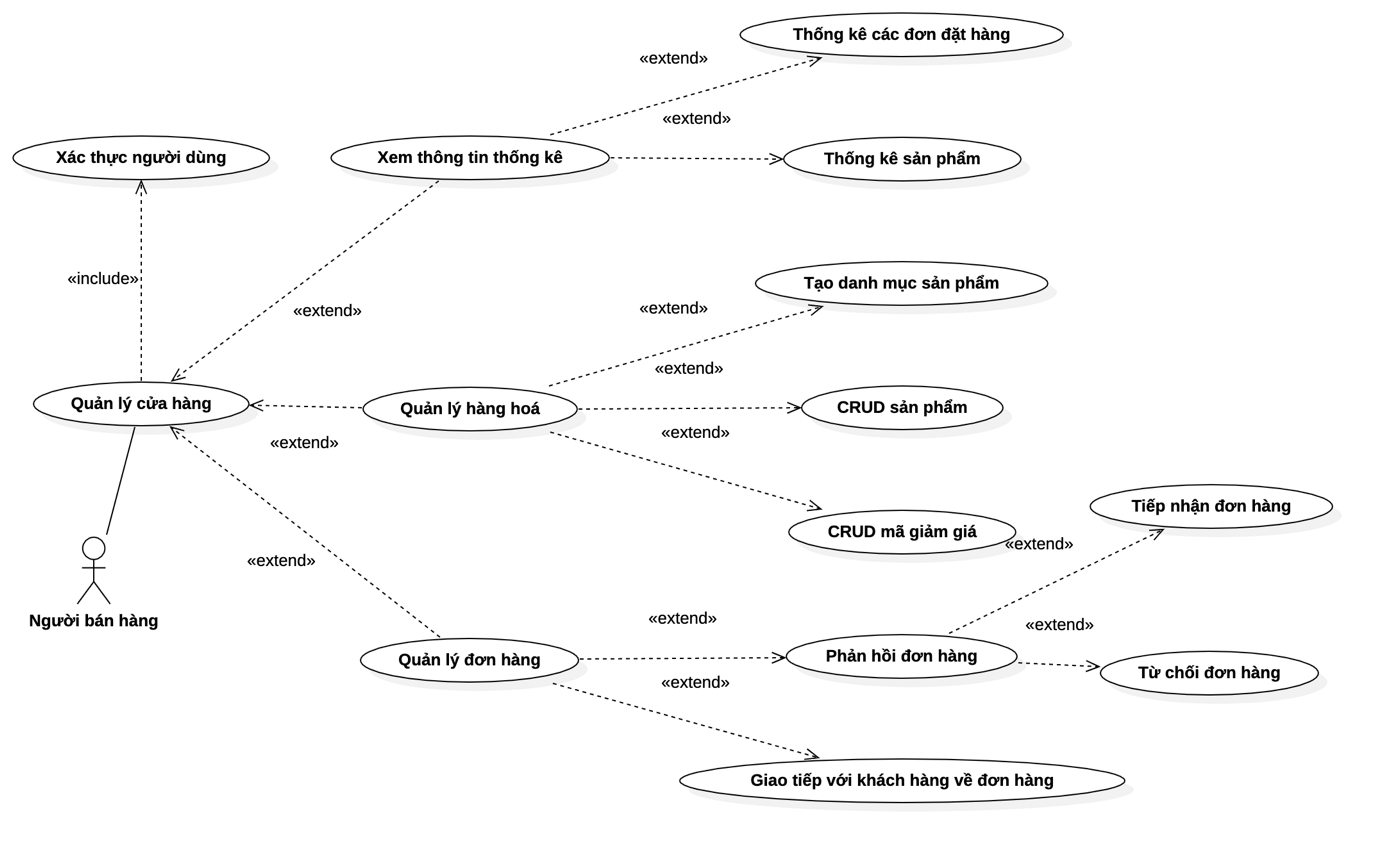 Thống kê các đơn đặt hàng
«extend»
«extend»
Xác thực người dùng
Xem thông tin thống kê
Thống kê sản phẩm
«include»
«extend»
Tạo danh mục sản phẩm
«extend»
«extend»
Quản lý cửa hàng
Quản lý hàng hoá
CRUD sản phẩm
«extend»
«extend»
CRUD mã giảm giá
Tiếp nhận đơn hàng
«extend»
«extend»
Người bán hàng
«extend»
«extend»
Quản lý đơn hàng
Phản hồi đơn hàng
Từ chối đơn hàng
«extend»
Giao tiếp với khách hàng về đơn hàng